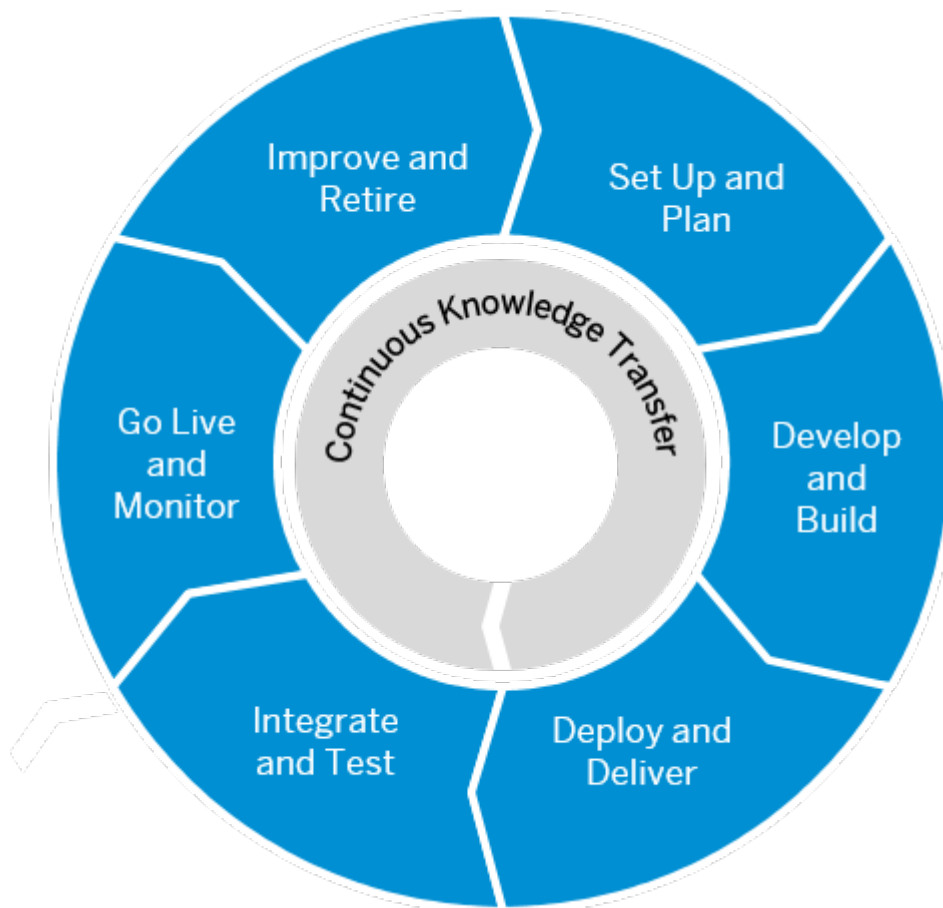 Improve and
Retire
Set Up and
Plan
Continuous Knowledge Transfer
Go Live
and
Monitor
Develop
and
Build
Integrate
and Test
Deploy and
Deliver